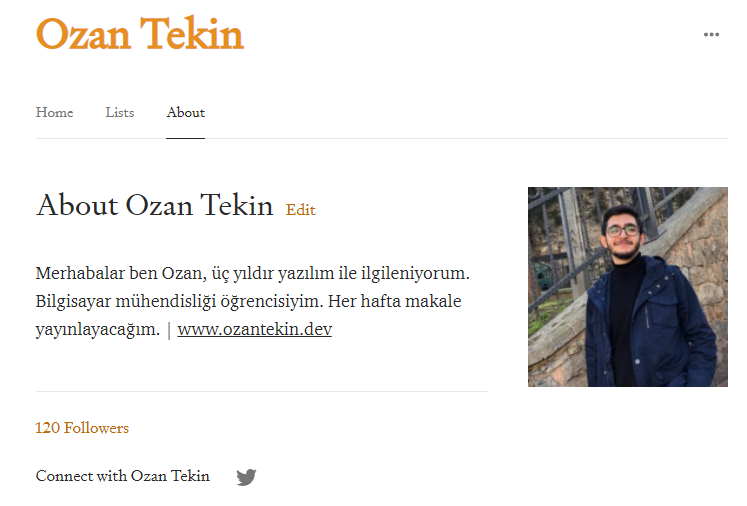 Ozan Tekin
Home Lists About
About Ozan Tekin Edit
Merhabalar ben Ozan, üç yıldır yazılım ile ilgileniyorum.
Bilgisayar mühendisliği öğrencisiyim. Her hafta makale
yayınlayacağım. | www.ozantekin.dev
120 Followers
Connect with Ozan Tekin